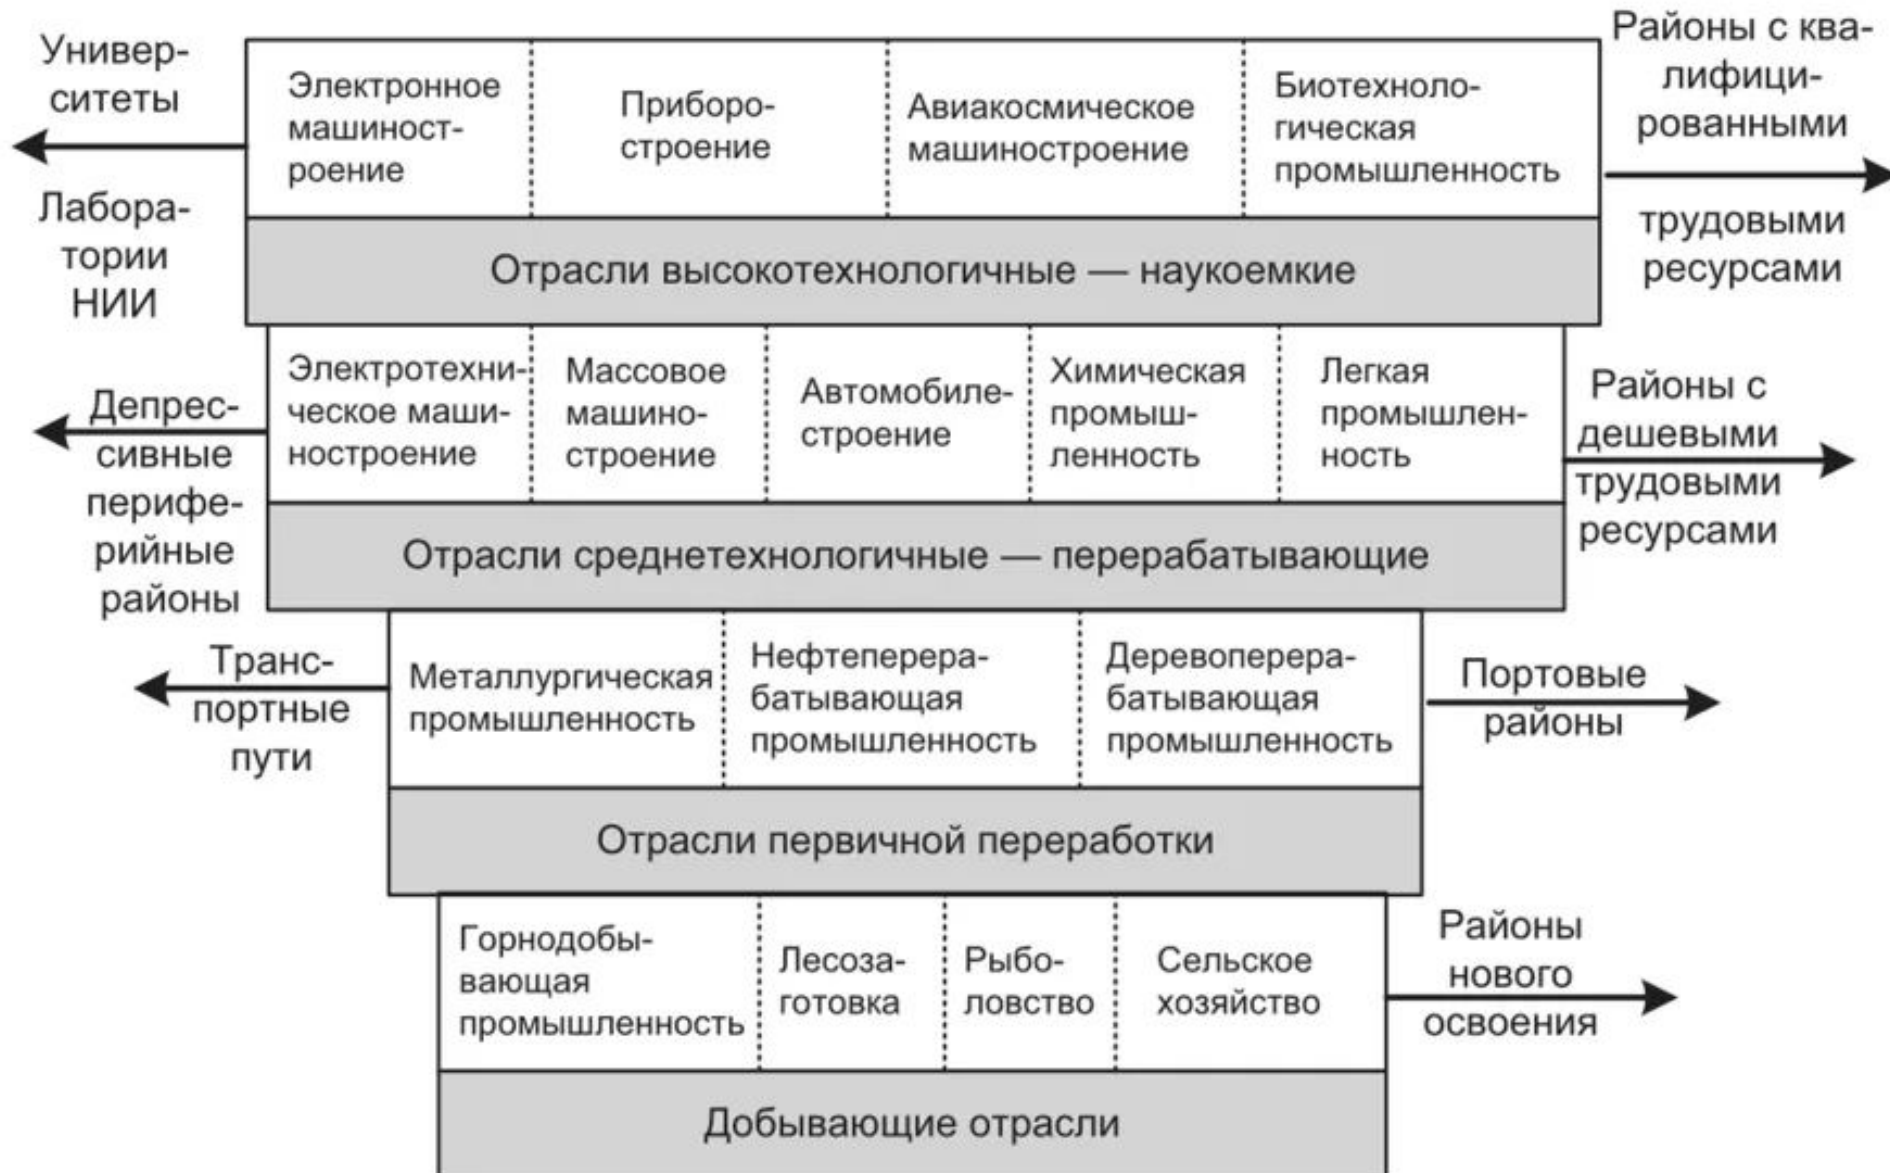 Универ-
ситеты
Лабора-
тории
НИИ
Электронное
машиност-
роение
Приборо-
строение
Авиакосмическое
машиностроение
Биотехноло-
гическая
промышленность
Районы с ква-
лифици-
рованными
трудовыми
ресурсами
Отрасли высокотехнологичные — наукоемкие
Депрес-
сивные
перифе-
рийные
районы
Электротехни-
ческое маши-
ностроение
Массовое
машино-
строение
Автомобиле-
строение
Химическая
промыш-
ленность
Легкая
промышлен-
ность
Районы с
дешевыми
трудовыми
ресурсами
Отрасли среднетехнологичные — перерабатывающие
Транс-
портные
пути
Металлургическая
промышленность
Нефтеперера-
батывающая
промышленность
Деревоперера-
батывающая
промышленность
Портовые
районы
Отрасли первичной переработки
Горнодобы-
вающая
промышленность
Лесоза-
готовка
Рыбо-
ловство
Сельское
хозяйство
Районы
нового
освоения
Добывающие отрасли